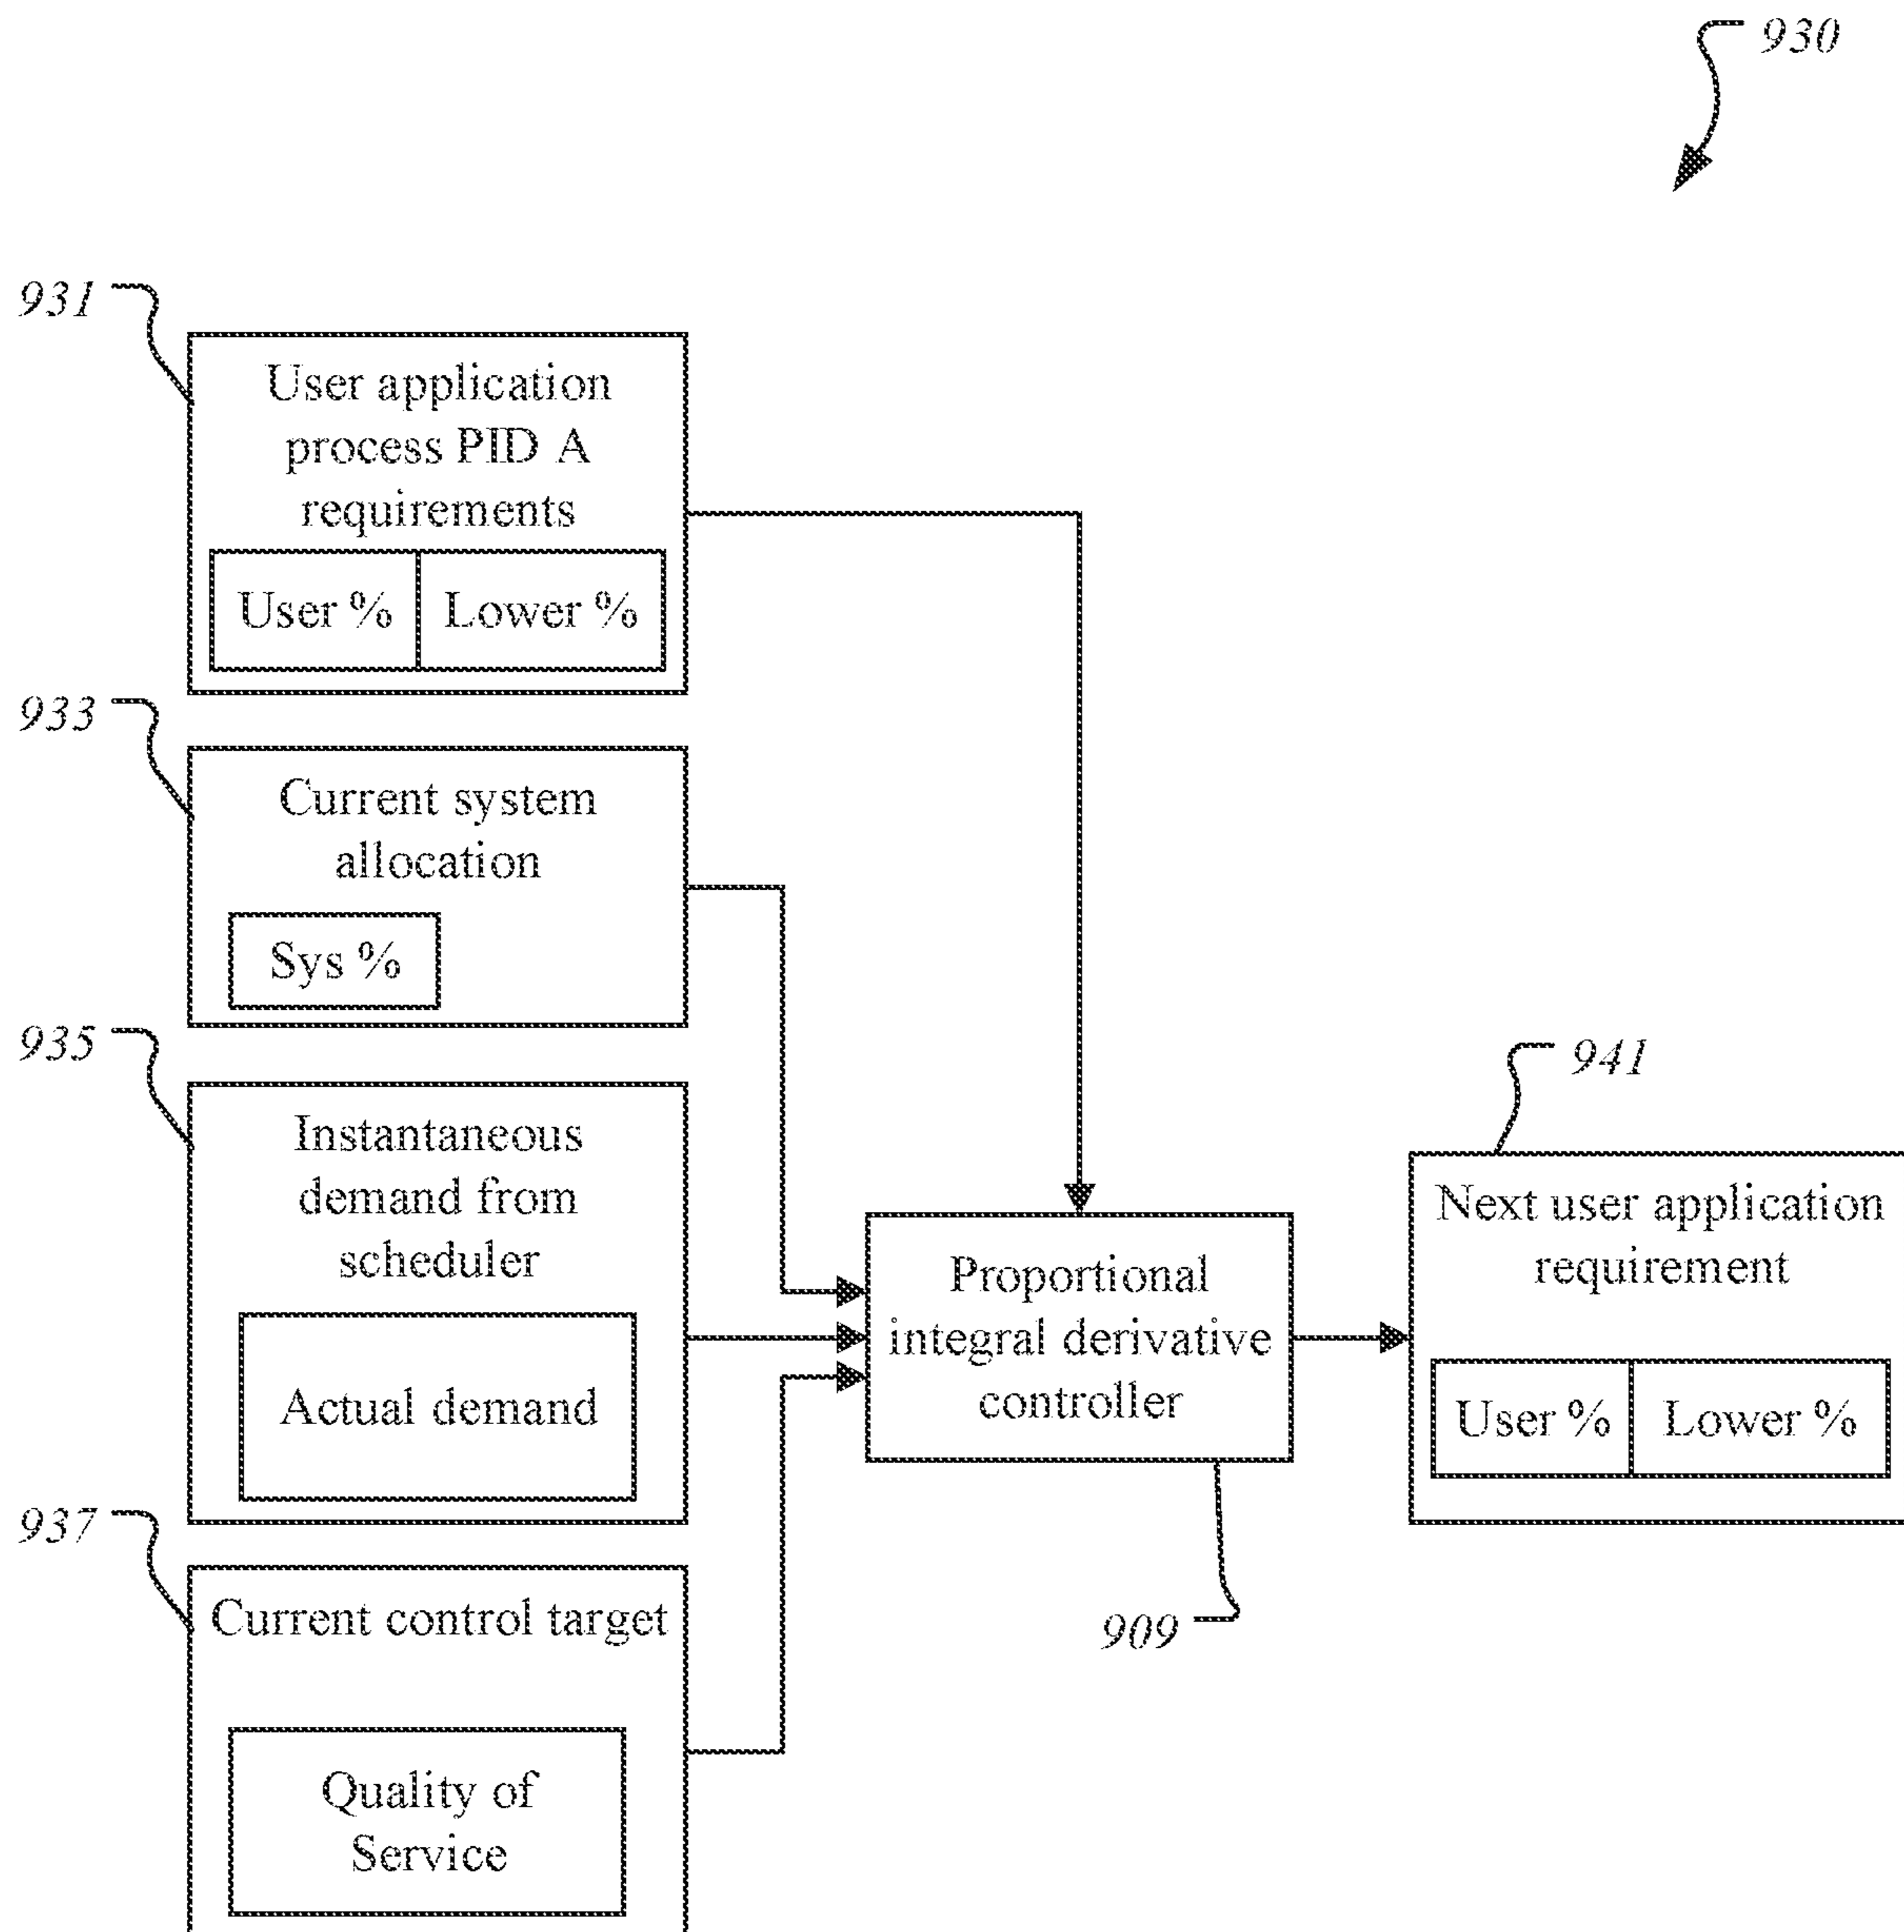 930
931
User application
process PID A
requirements
User % Lower %
933
Current system
allocation
Sys %
935
Instantaneous
demand from
scheduler
Actual demand
937
Current control target
Quality of
Service
Proportional
integral derivative
controller
909
941
Next user application
requirement
User % Lower %